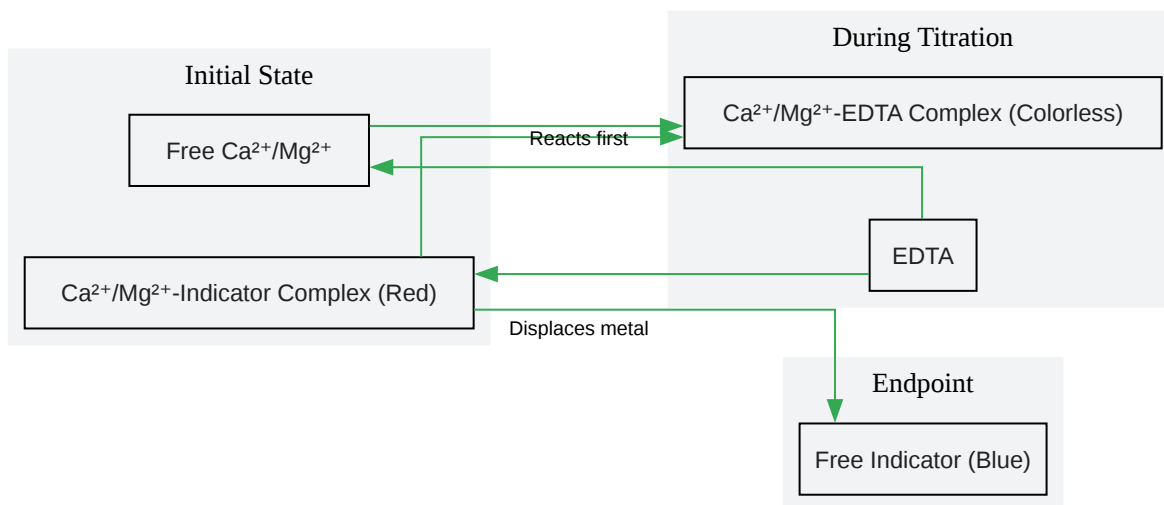 Initial State
Free Ca²⁺/Mg²⁺
Ca²⁺/Mg²⁺-Indicator Complex (Red)
Reacts first
Displaces metal
During Titration
Ca²⁺/Mg²⁺-EDTA Complex (Colorless)
EDTA
Endpoint
Free Indicator (Blue)